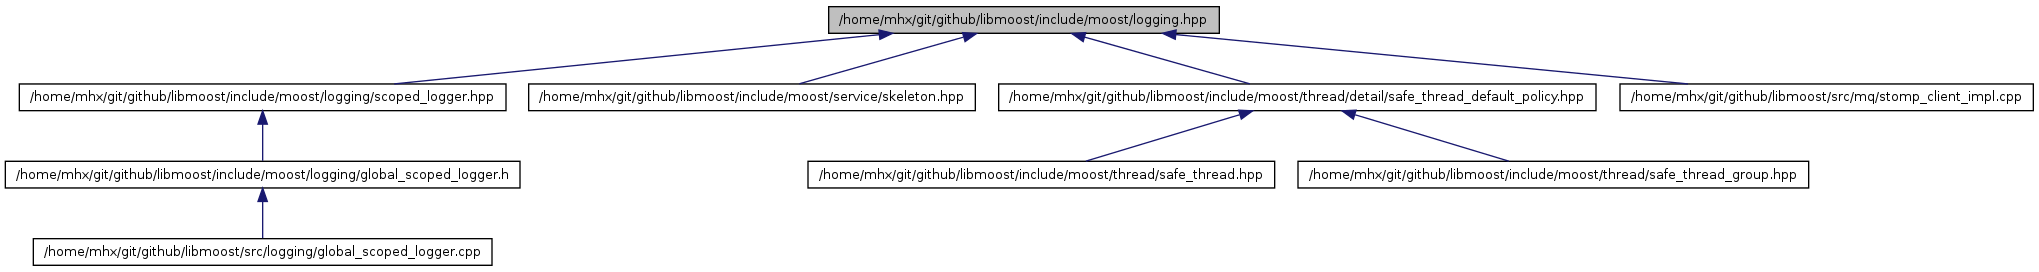 /home/mhx/git/github/libmoost/include/moost/logging.hpp
/home/mhx/git/github/libmoost/include/moost/logging/scoped_logger.hpp
/home/mhx/git/github/libmoost/include/moost/service/skeleton.hpp
/home/mhx/git/github/libmoost/include/moost/thread/detail/safe_thread_default_policy.hpp
/home/mhx/git/github/libmoost/src/mq/stomp_client_impl.cpp
/home/mhx/git/github/libmoost/include/moost/logging/global_scoped_logger.h
/home/mhx/git/github/libmoost/include/moost/thread/safe_thread.hpp
/home/mhx/git/github/libmoost/include/moost/thread/safe_thread_group.hpp
/home/mhx/git/github/libmoost/src/logging/global_scoped_logger.cpp